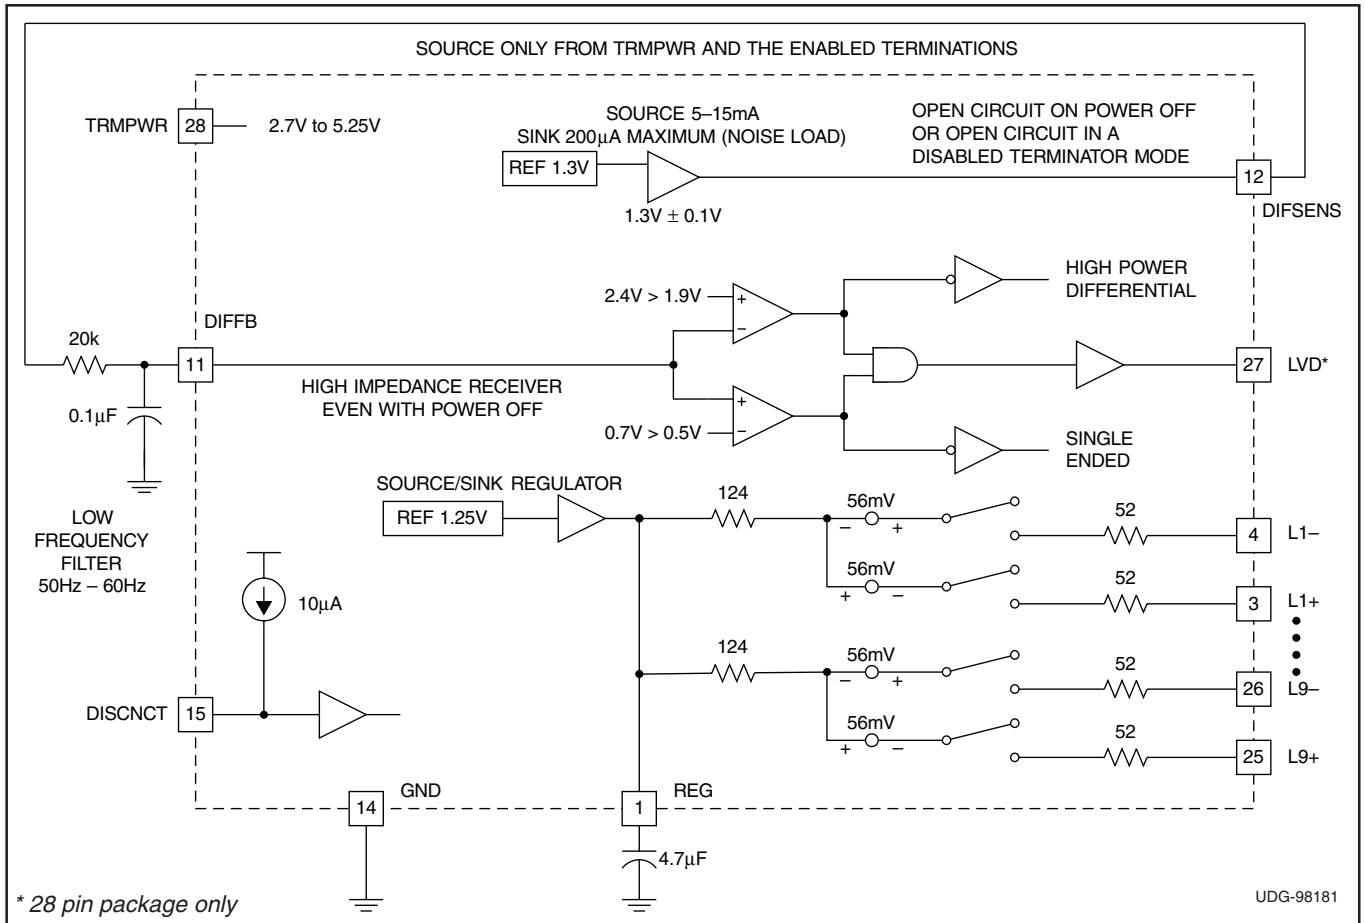 SOURCE ONLY FROM TRMPWR AND THE ENABLED TERMINATIONS
TRMPWR
28
2.7V to 5.25V
SOURCE 5–15mA
SINK 200µA MAXIMUM (NOISE LOAD)
REF 1.3V
1.3V ± 0.1V
OPEN CIRCUIT ON POWER OFF
OR OPEN CIRCUIT IN A
DISABLED TERMINATOR MODE
12
DIFSENS
HIGH POWER
DIFFERENTIAL
2.4V > 1.9V
+
–
DIFFB
20k
11
0.1µF
HIGH IMPEDANCE RECEIVER
EVEN WITH POWER OFF
27
LVD*
+
–
0.7V > 0.5V
SINGLE
ENDED
SOURCE/SINK REGULATOR
REF 1.25V
124
56mV
– +
52
4
L1–
56mV
+ –
52
3
L1+
LOW
FREQUENCY
FILTER
50Hz – 60Hz
10µA
124
56mV
– +
52
26
L9–
56mV
+ –
52
25
L9+
DISCNCT
15
14
GND
1
REG
4.7µF
* 28 pin package only
UDG-98181